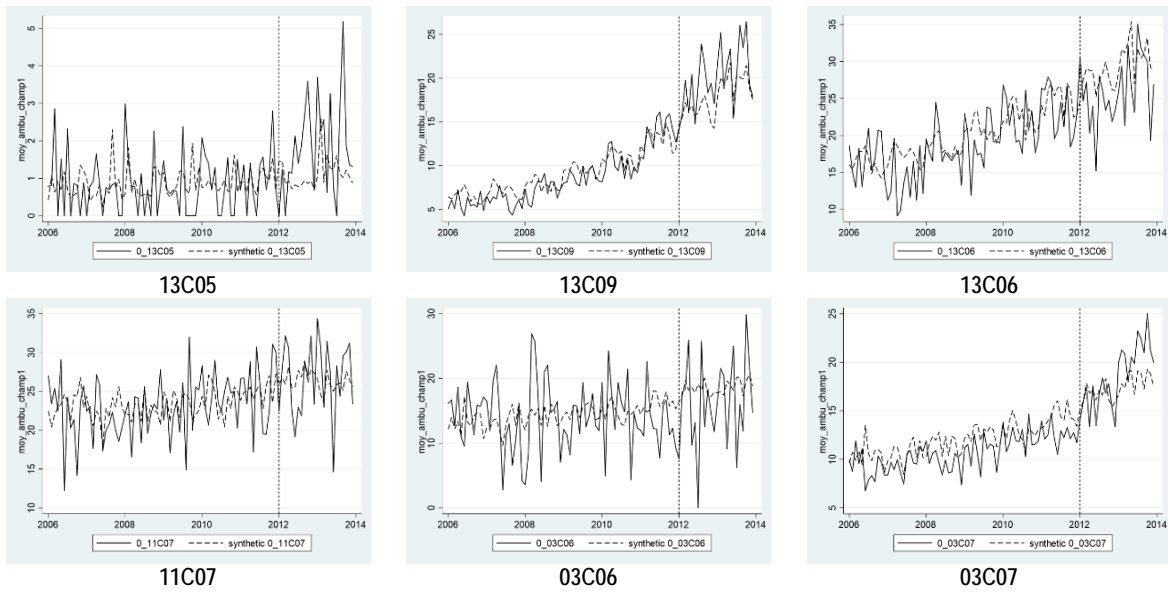 moy_ambu_champ1
5
4
3
2
1
0
2006 2008 2010 2012 2014
0_13C05 synthetic 0_13C05
13C05
moy_ambu_champ1
25
20
15
10
5
2006 2008 2010 2012 2014
0_13C09 synthetic 0_13C09
13C09
moy_ambu_champ1
35
30
25
20
15
10
2006 2008 2010 2012 2014
0_13C06 synthetic 0_13C06
13C06
moy_ambu_champ1
35
30
25
20
15
10
2006 2008 2010 2012 2014
0_11C07 synthetic 0_11C07
11C07
moy_ambu_champ1
30
20
10
0
2006 2008 2010 2012 2014
0_03C06 synthetic 0_03C06
03C06
moy_ambu_champ1
25
20
15
10
5
2006 2008 2010 2012 2014
0_03C07 synthetic 0_03C07
03C07